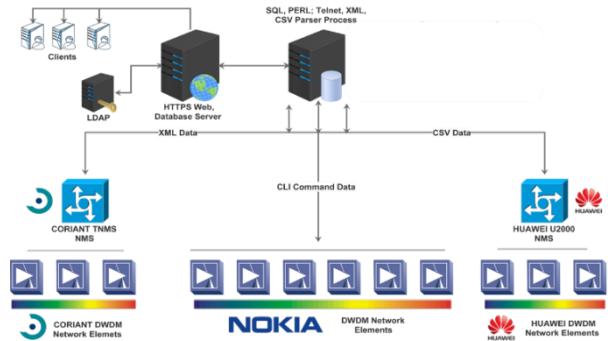 SQL, PERL; Telnet, XML,
CSV Parser Process
Clients
LDAP
HTTPS Web,
Database Server
XML Data
CSV Data
CLI Command Data
CORIANT TNMS
NMS
HUAWEI
HUAWEI U2000
NMS
CORIANT DWDM
Network Elemets
NOKIA
DWDM Network
Elements
HUAWEI
HUAWEI DWDM
Network Elements